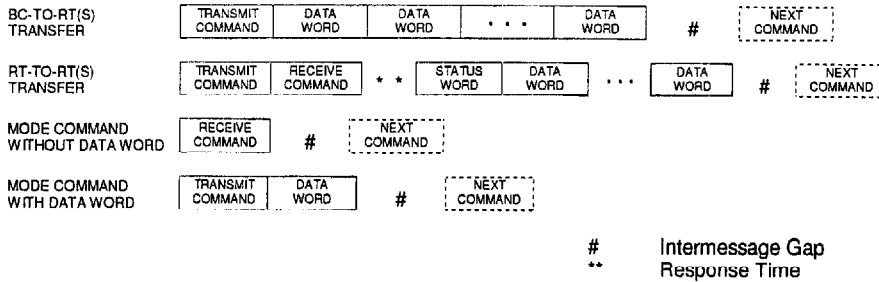 BC-TO-RT(S) TRANSFER
TRANSMIT COMMAND DATA WORD DATA WORD . . . DATA WORD # NEXT COMMAND
RT-TO-RT(S) TRANSFER
TRANSMIT COMMAND RECEIVE COMMAND * * STATUS WORD DATA WORD . . . DATA WORD # NEXT COMMAND
MODE COMMAND WITHOUT DATA WORD
RECEIVE COMMAND # NEXT COMMAND
MODE COMMAND WITH DATA WORD
TRANSMIT COMMAND DATA WORD # NEXT COMMAND
# Intermessage Gap
** Response Time